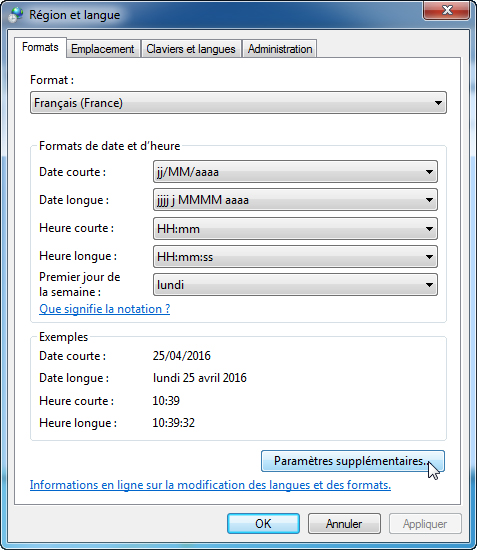 Région et langue
Formats Emplacement Claviers et langues Administration
Format :
Français (France)
Formats de date et d'heure
Date courte : jj/MM/aaaa
Date longue : jjjj j MMMM aaaa
Heure courte : HH:mm
Heure longue : HH:mm:ss
Premier jour de
la semaine : lundi
Que signifie la notation ?
Exemples
Date courte : 25/04/2016
Date longue : lundi 25 avril 2016
Heure courte : 10:39
Heure longue : 10:39:32
Paramètres supplémentaires...
Informations en ligne sur la modification des langues et des formats.
OK Annuler Appliquer